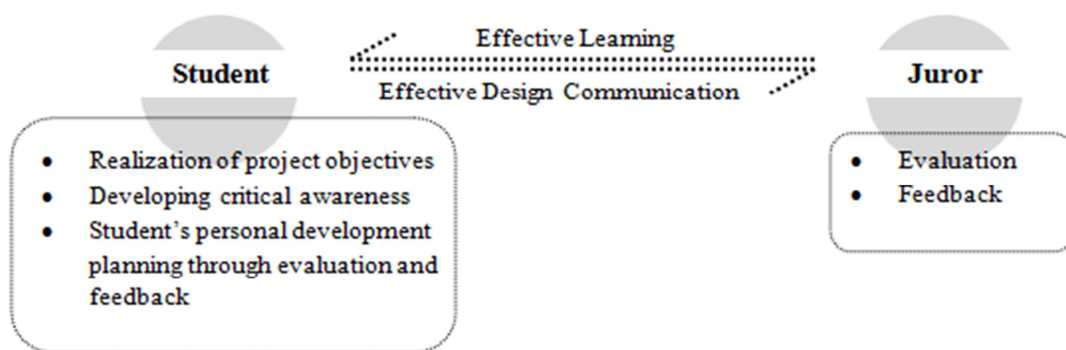 Effective Learning
Student
Juror
Effective Design Communication
• Realization of project objectives
• Developing critical awareness
• Student’s personal development
planning through evaluation and
feedback
• Evaluation
• Feedback